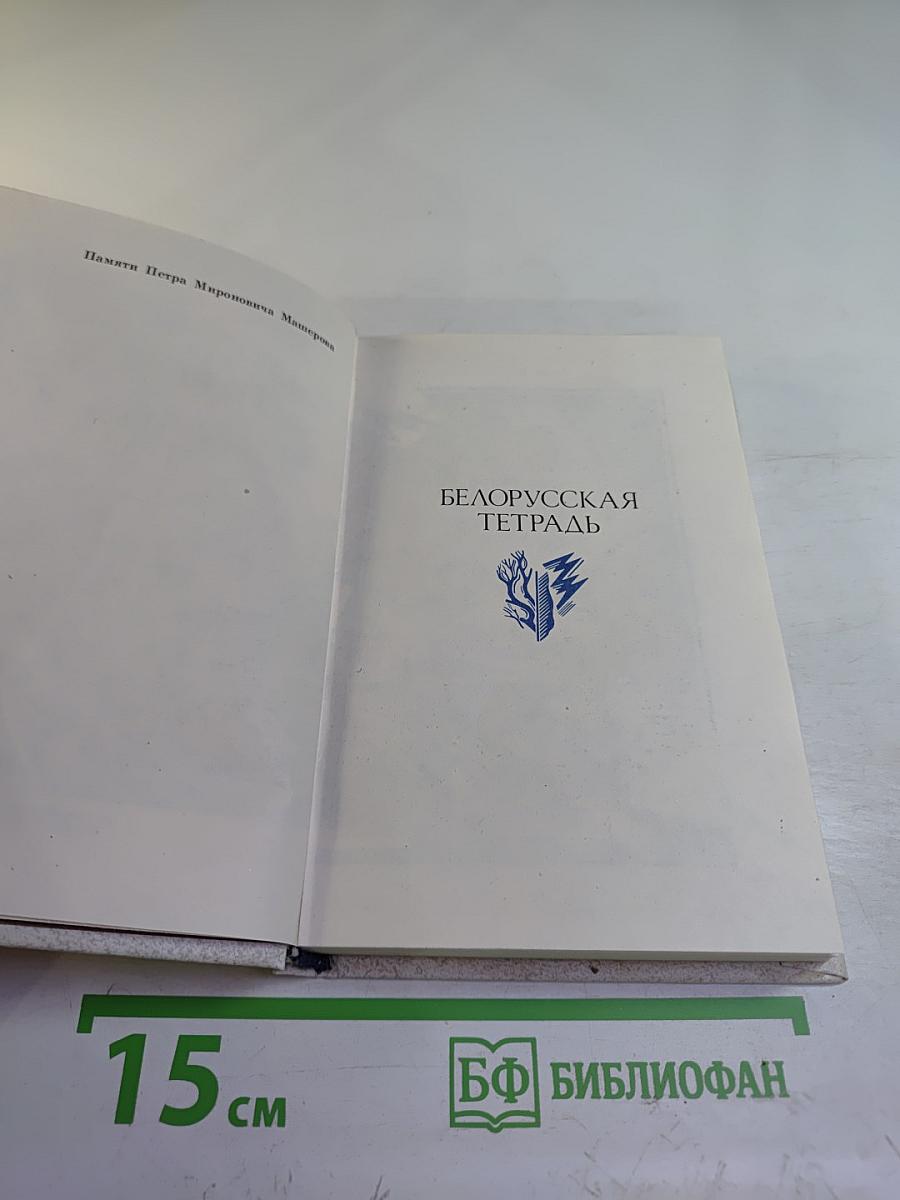 Памяти Петра Мироновича Машерова
БЕЛОРУССКАЯ
ТЕТРАДЬ
15 см
БФ БИБЛИОФАН